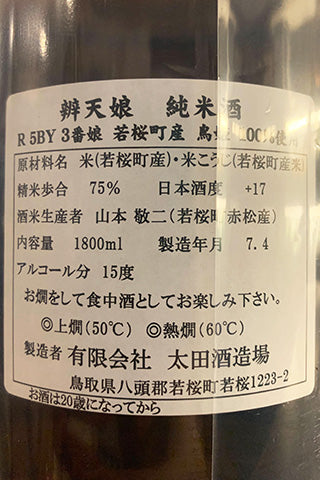 辨天娘 純米酒
R 5BY 3番娘 若桜町産 鳥 100%使用
原材料名 米(若桜町産)・米こうじ(若桜町産米)
精米歩合 75% 日本酒度 +17
酒米生産者 山本 敬二(若桜町赤松産)
内容量 1800ml 製造年月 7.4
アルコール分 15度
お燗をして食中酒としてお楽しみ下さい。
◎上燗(50℃) ◎熱燗(60℃)
製造者 有限会社 太田酒造場
鳥取県八頭郡若桜町若桜1223-2
お酒は20歳になってから